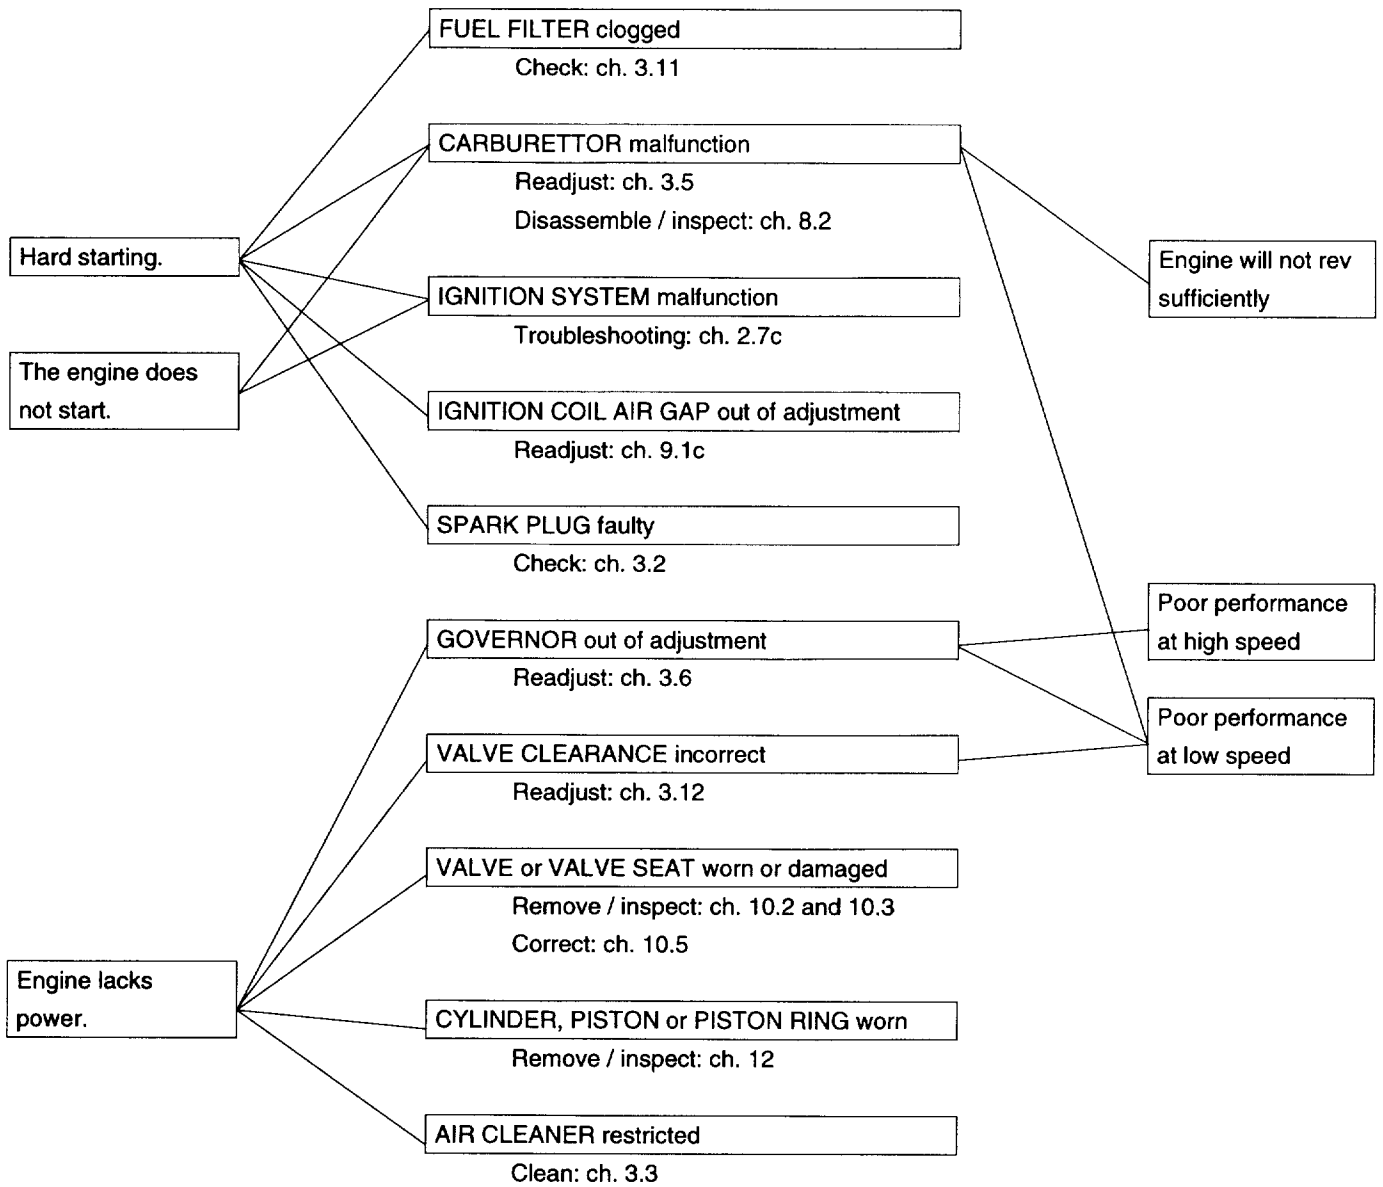 FUEL FILTER clogged
Check: ch. 3.11
CARBURETTOR malfunction
Readjust: ch. 3.5
Disassemble / inspect: ch. 8.2
Hard starting.
Engine will not rev
sufficiently
IGNITION SYSTEM malfunction
Troubleshooting: ch. 2.7c
The engine does
not start.
IGNITION COIL AIR GAP out of adjustment
Readjust: ch. 9.1c
SPARK PLUG faulty
Check: ch. 3.2
Poor performance
at high speed
GOVERNOR out of adjustment
Readjust: ch. 3.6
Poor performance
at low speed
VALVE CLEARANCE incorrect
Readjust: ch. 3.12
VALVE or VALVE SEAT worn or damaged
Remove / inspect: ch. 10.2 and 10.3
Correct: ch. 10.5
Engine lacks
power.
CYLINDER, PISTON or PISTON RING worn
Remove / inspect: ch. 12
AIR CLEANER restricted
Clean: ch. 3.3